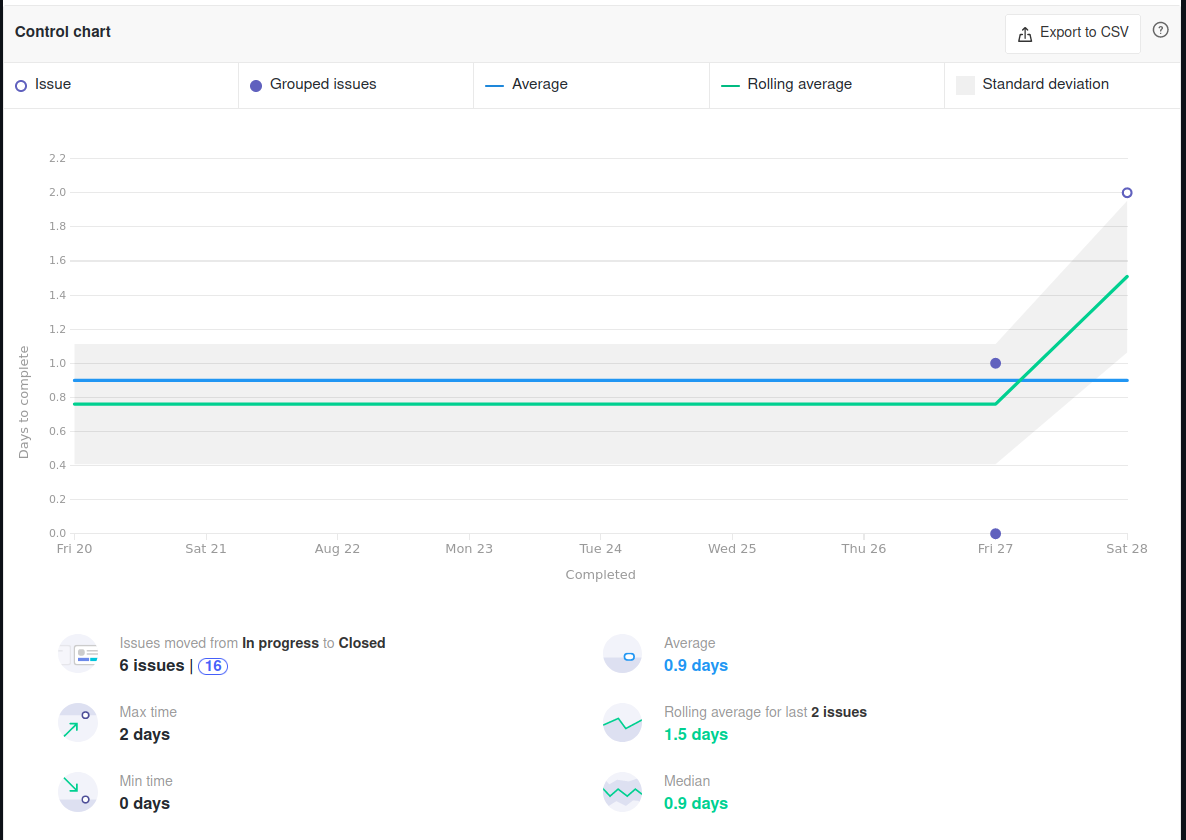 Control chart
Export to CSV
?
Issue
Grouped issues
Average
Rolling average
Standard deviation
2.2
2.0
1.8
1.6
1.4
1.2
1.0
0.8
0.6
0.4
0.2
0.0
Days to complete
Fri 20 Sat 21 Aug 22 Mon 23 Tue 24 Wed 25 Thu 26 Fri 27 Sat 28
Completed
Issues moved from In progress to Closed
6 issues | 16
Average
0.9 days
Max time
2 days
Rolling average for last 2 issues
1.5 days
Min time
0 days
Median
0.9 days